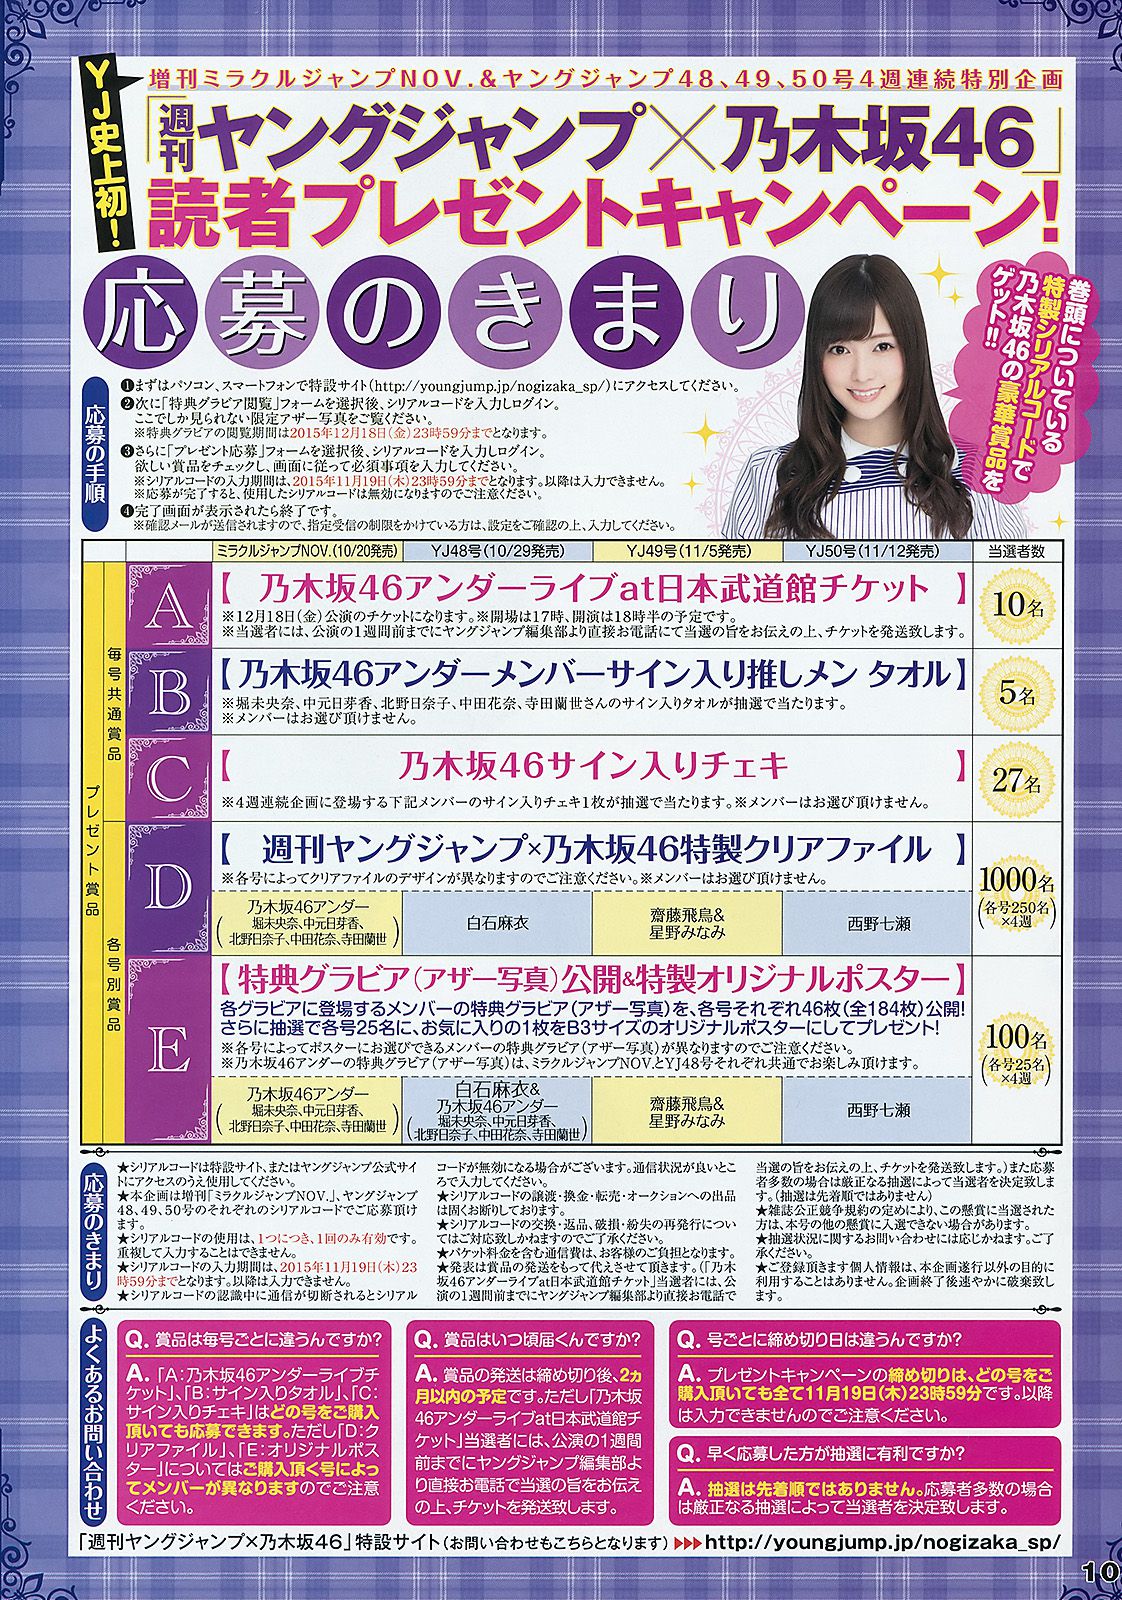 YJ史上初！
増刊ミラクルジャンプNOV.&ヤングジャンプ48、49、50号4週連続特別企画
「週刊ヤングジャンプ×乃木坂46」
読者プレゼントキャンペーン！
応募のきまり
巻頭についている
特製シリアルコードで
乃木坂46の豪華賞品を
ゲット!!
応募の手順
❶まずはパソコン、スマートフォンで特設サイト(http://youngjump.jp/nogizaka_sp/)にアクセスしてください。
❷次に「特典グラビア閲覧」フォームを選択後、シリアルコードを入力しログイン。
ここでしか見られない限定アザー写真をご覧ください。
※特典グラビアの閲覧期間は2015年12月18日(金)23時59分までとなります。
❸さらに「プレゼント応募」フォームを選択後、シリアルコードを入力しログイン。
欲しい賞品をチェックし、画面に従って必須事項を入力してください。
※シリアルコードの入力期間は、2015年11月19日(木)23時59分までとなります。以降は入力できません。
※応募が完了すると、使用したシリアルコードは無効になりますのでご注意ください。
❹完了画面が表示されたら終了です。
※確認メールが送信されますので、指定受信の制限をかけている方は、設定をご確認の上、入力してください。
ミラクルジャンプNOV.(10/20発売) YJ48号(10/29発売) YJ49号(11/5発売) YJ50号(11/12発売) 当選者数
プレゼント賞品
毎号共通賞品
A
【 乃木坂46アンダーライブat日本武道館チケット 】
※12月18日(金)公演のチケットになります。※開場は17時、開演は18時半の予定です。
※当選者には、公演の1週間前までにヤングジャンプ編集部より直接お電話にて当選の旨をお伝えの上、チケットを発送致します。
10名
B
【乃木坂46アンダーメンバーサイン入り推しメン タオル】
※堀未央奈、中元日芽香、北野日奈子、中田花奈、寺田蘭世さんのサイン入りタオルが抽選で当たります。
※メンバーはお選び頂けません。
5名
C
【 乃木坂46サイン入りチェキ 】
※4週連続企画に登場する下記メンバーのサイン入りチェキ1枚が抽選で当たります。※メンバーはお選び頂けません。
27名
各号別賞品
D
【 週刊ヤングジャンプ×乃木坂46特製クリアファイル 】
※各号によってクリアファイルのデザインが異なりますのでご注意ください。※メンバーはお選び頂けません。
1000名
(各号250名×4週)
乃木坂46アンダー
(堀未央奈、中元日芽香、
北野日奈子、中田花奈、寺田蘭世)
白石麻衣
齋藤飛鳥&
星野みなみ
西野七瀬
E
【特典グラビア(アザー写真)公開&特製オリジナルポスター】
各グラビアに登場するメンバーの特典グラビア(アザー写真)を、各号それぞれ46枚(全184枚)公開!
さらに抽選で各号25名に、お気に入りの1枚をB3サイズのオリジナルポスターにしてプレゼント!
※各号によってポスターにお選びできるメンバーの特典グラビア(アザー写真)が異なりますのでご注意ください。
※乃木坂46アンダーの特典グラビア(アザー写真)は、ミラクルジャンプNOV.とYJ48号それぞれ共通でお楽しみ頂けます。
100名
(各号25名×4週)
乃木坂46アンダー
(堀未央奈、中元日芽香、
北野日奈子、中田花奈、寺田蘭世)
白石麻衣&
乃木坂46アンダー
(堀未央奈、中元日芽香、
北野日奈子、中田花奈、寺田蘭世)
齋藤飛鳥&
星野みなみ
西野七瀬
応募のきまり
★シリアルコードは特設サイト、またはヤングジャンプ公式サイ
トにアクセスのうえ使用してください。
★本企画は増刊「ミラクルジャンプNOV.」、ヤングジャンプ
48、49、50号のそれぞれのシリアルコードでご応募頂け
ます。
★シリアルコードの使用は、1つにつき、1回のみ有効です。
重複して入力することはできません。
★シリアルコードの入力期間は、2015年11月19日(木)23
時59分までとなります。以降は入力できません。
★シリアルコードの認識中に通信が切断されるとシリアル
コードが無効になる場合がございます。通信状況が良いとこ
ろで入力してください。
★シリアルコードの譲渡・換金・転売・オークションへの出品
は固くお断りしております。
★シリアルコードの交換・返品、破損・紛失の再発行につい
てはご対応致しかねますのでご了承ください。
★パケット料金を含む通信費は、お客様のご負担となります。
★発表は賞品の発送をもって代えさせて頂きます。(「乃木
坂46アンダーライブat日本武道館チケット」当選者には、公
演の1週間前までにヤングジャンプ編集部より直接お電話で
当選の旨をお伝えの上、チケットを発送致します。)また応募
者多数の場合は厳正なる抽選によって当選者を決定致しま
す。(抽選は先着順ではありません)
★雑誌公正競争規約の定めにより、この懸賞に当選された
方は、本号の他の懸賞に入選できない場合があります。
★抽選状況に関するお問い合わせには応じかねます。ご了
承ください。
★ご登録頂きます個人情報は、本企画遂行以外の目的に
利用することはありません。企画終了後速やかに破棄致し
ます。
よくあるお問い合わせ
Q. 賞品は毎号ごとに違うんですか?
A. 「A:乃木坂46アンダーライブチ
ケット」、「B:サイン入りタオル」、「C:
サイン入りチェキ」はどの号をご購入
頂いても応募できます。ただし「D:ク
リアファイル」、「E:オリジナルポス
ター」についてはご購入頂く号によっ
てメンバーが異なりますのでご注意
ください。
Q. 賞品はいつ頃届くんですか?
A. 賞品の発送は締め切り後、2ヵ
月以内の予定です。ただし「乃木坂
46アンダーライブat日本武道館チ
ケット」当選者には、公演の1週間
前までにヤングジャンプ編集部よ
り直接お電話で当選の旨をお伝え
の上、チケットを発送致します。
Q. 号ごとに締め切り日は違うんですか?
A. プレゼントキャンペーンの締め切りは、どの号をご
購入頂いても全て11月19日(木)23時59分です。以降
は入力できませんのでご注意ください。
Q. 早く応募した方が抽選に有利ですか?
A. 抽選は先着順ではありません。応募者多数の場合
は厳正なる抽選によって当選者を決定致します。
「週刊ヤングジャンプ×乃木坂46」特設サイト(お問い合わせもこちらとなります)▶▶▶http://youngjump.jp/nogizaka_sp/
10